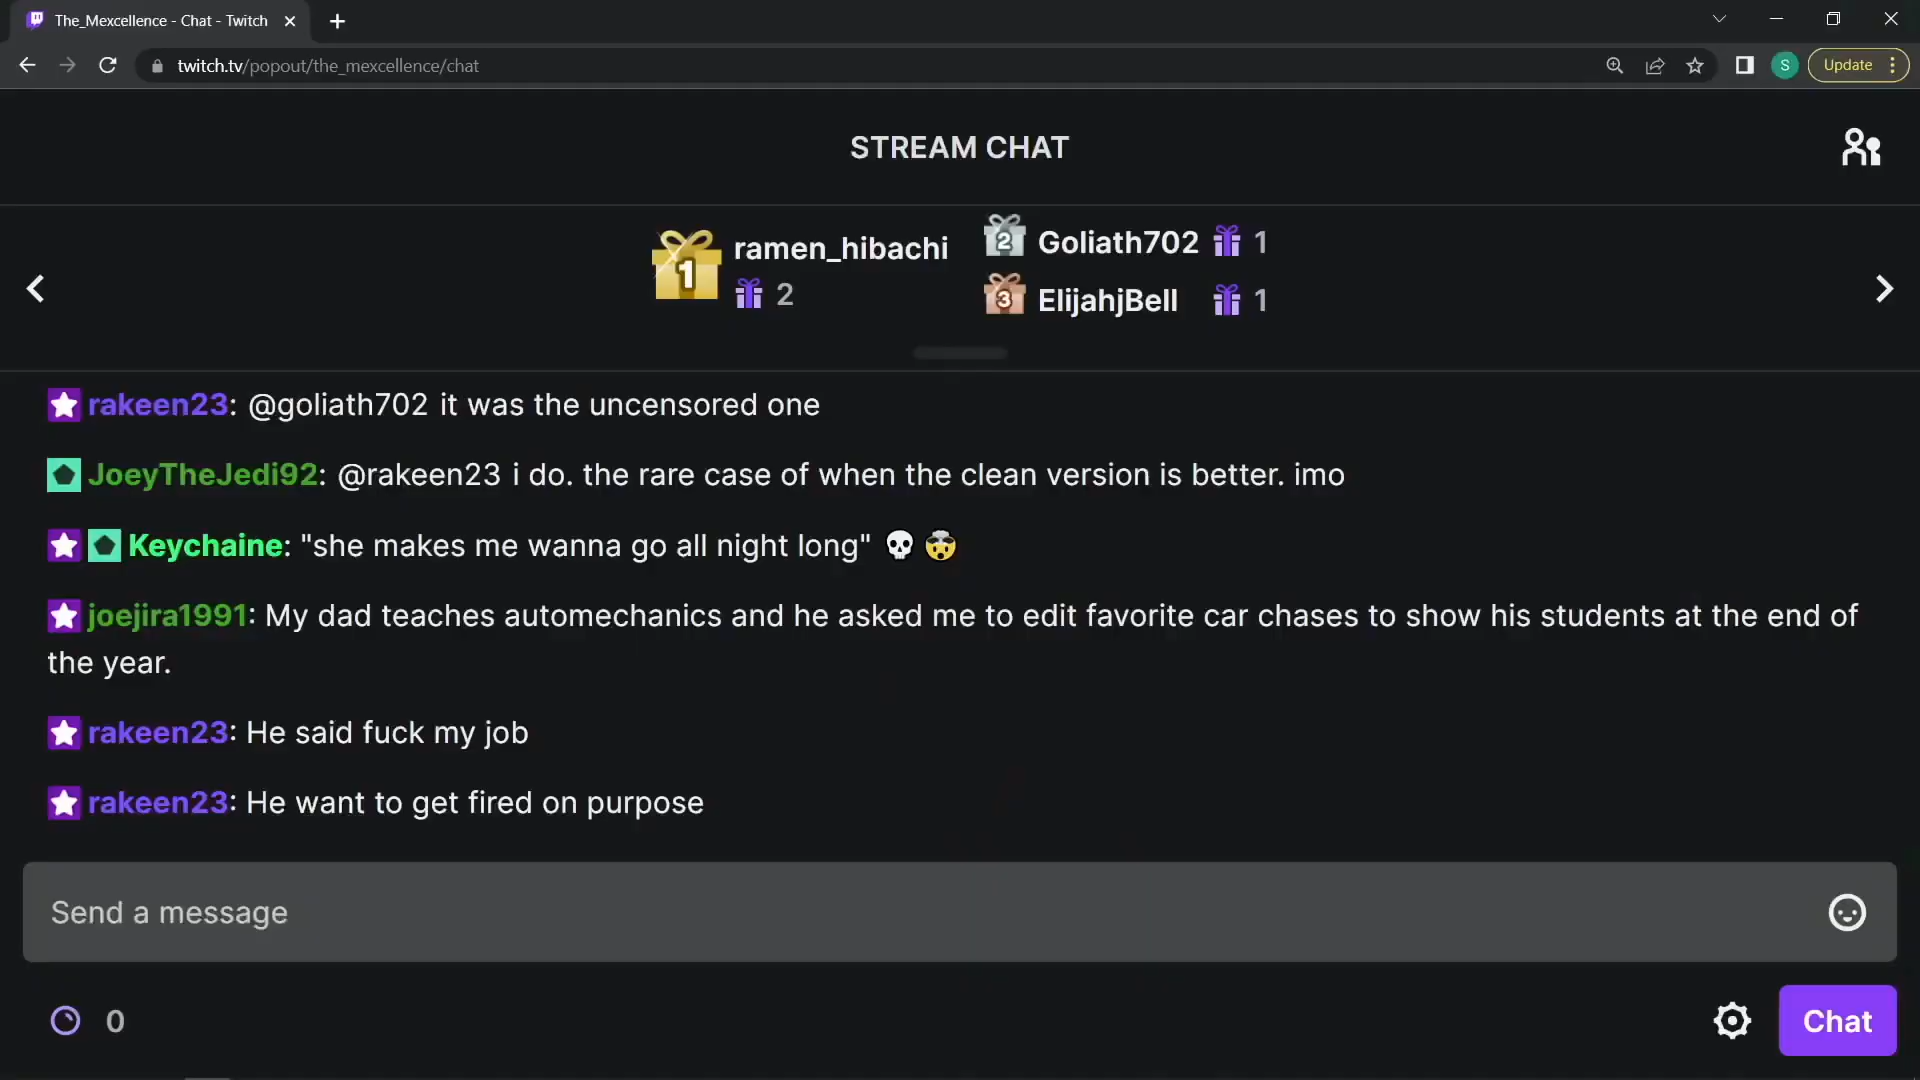 The_Mexcellence - Chat - Twitch
twitch.tv/popout/the_mexcellence/chat
S
Update
STREAM CHAT
1 ramen_hibachi
2
2 Goliath702 1
3 ElijahjBell 1
rakeen23: @goliath702 it was the uncensored one
JoeyTheJedi92: @rakeen23 i do. the rare case of when the clean version is better. imo
Keychaine: "she makes me wanna go all night long" 💀 🤯
joejira1991: My dad teaches automechanics and he asked me to edit favorite car chases to show his students at the end of
the year.
rakeen23: He said fuck my job
rakeen23: He want to get fired on purpose
Send a message
0
Chat